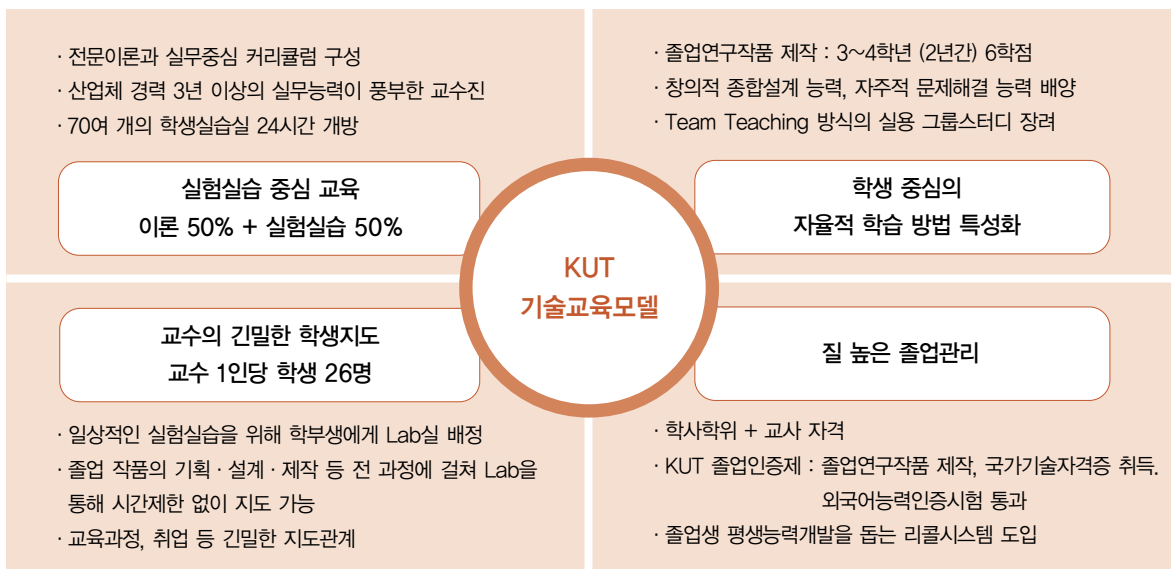 · 전문이론과 실무중심 커리큘럼 구성
· 산업체 경력 3년 이상의 실무능력이 풍부한 교수진
· 70여 개의 학생실습실 24시간 개방
실험실습 중심 교육
이론 50% + 실험실습 50%
· 졸업연구작품 제작 : 3~4학년 (2년간) 6학점
· 창의적 종합설계 능력, 자주적 문제해결 능력 배양
· Team Teaching 방식의 실용 그룹스터디 장려
학생 중심의
자율적 학습 방법 특성화
KUT
기술교육모델
교수의 긴밀한 학생지도
교수 1인당 학생 26명
· 일상적인 실험실습을 위해 학부생에게 Lab실 배정
· 졸업 작품의 기획 · 설계 · 제작 등 전 과정에 걸쳐 Lab을
통해 시간제한 없이 지도 가능
· 교육과정, 취업 등 긴밀한 지도관계
질 높은 졸업관리
· 학사학위 + 교사 자격
· KUT 졸업인증제 : 졸업연구작품 제작, 국가기술자격증 취득.
외국어능력인증시험 통과
· 졸업생 평생능력개발을 돕는 리콜시스템 도입